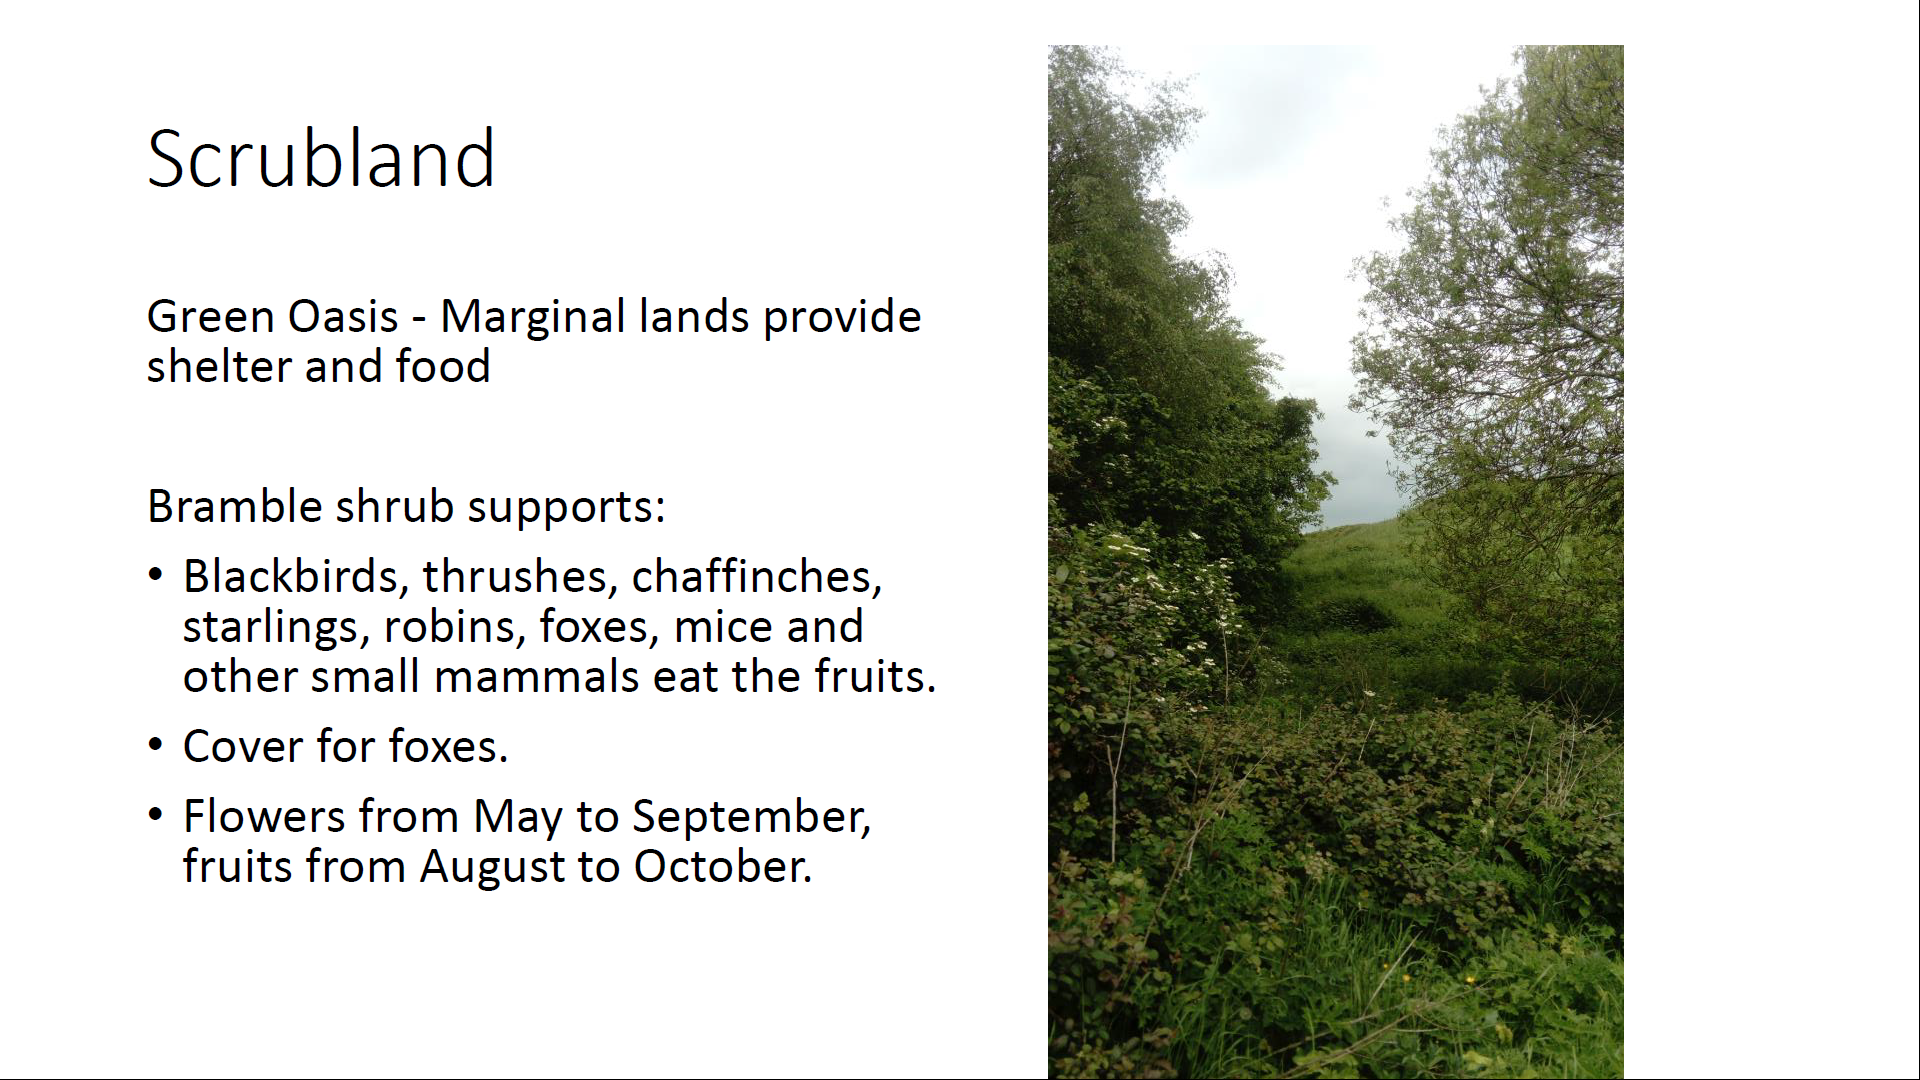 Scrubland
Green Oasis - Marginal lands provide
shelter and food
Bramble shrub supports:
• Blackbirds, thrushes, chaffinches,
starlings, robins, foxes, mice and
other small mammals eat the fruits.
• Cover for foxes.
• Flowers from May to September,
fruits from August to October.